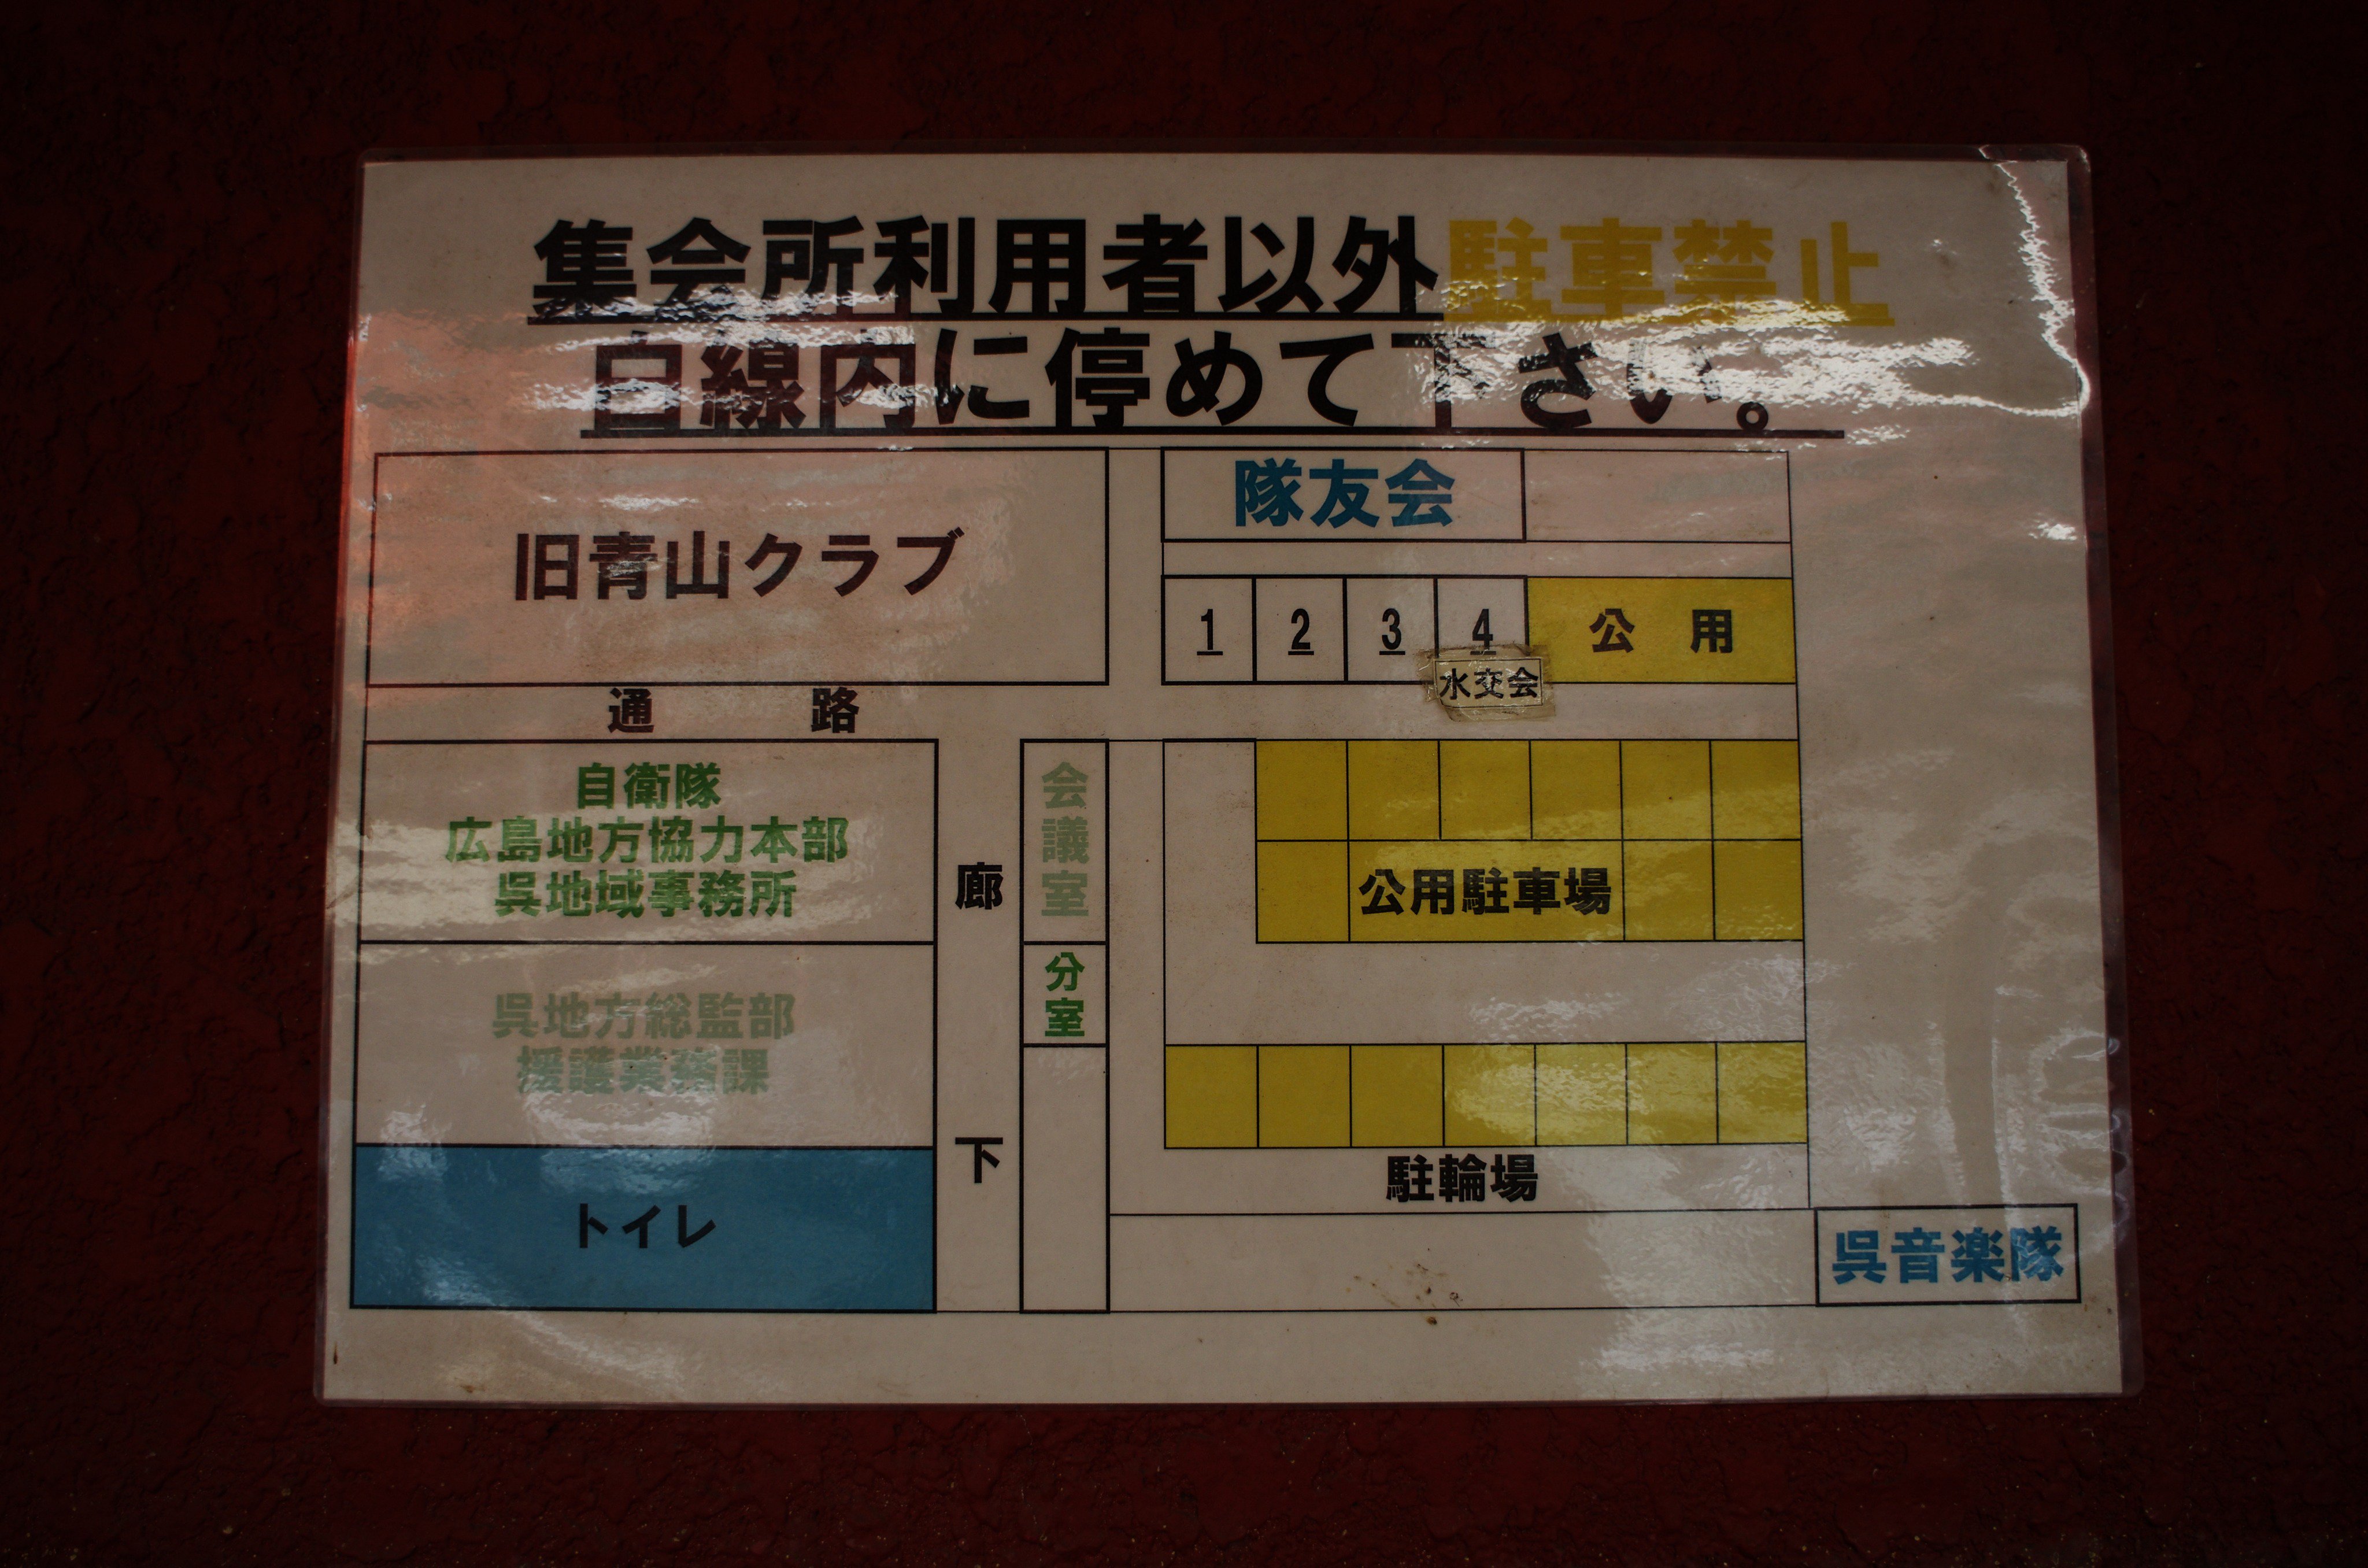 集会所利用者以外駐車禁止
白線内に停めて下さい。
旧青山クラブ
隊友会
1 2 3 4 公 用
水交会
通 路
自衛隊
広島地方協力本部
呉地域事務所
呉地方総監部
援護業務課
トイレ
廊下
会議室
分室
公用駐車場
駐輪場
呉音楽隊